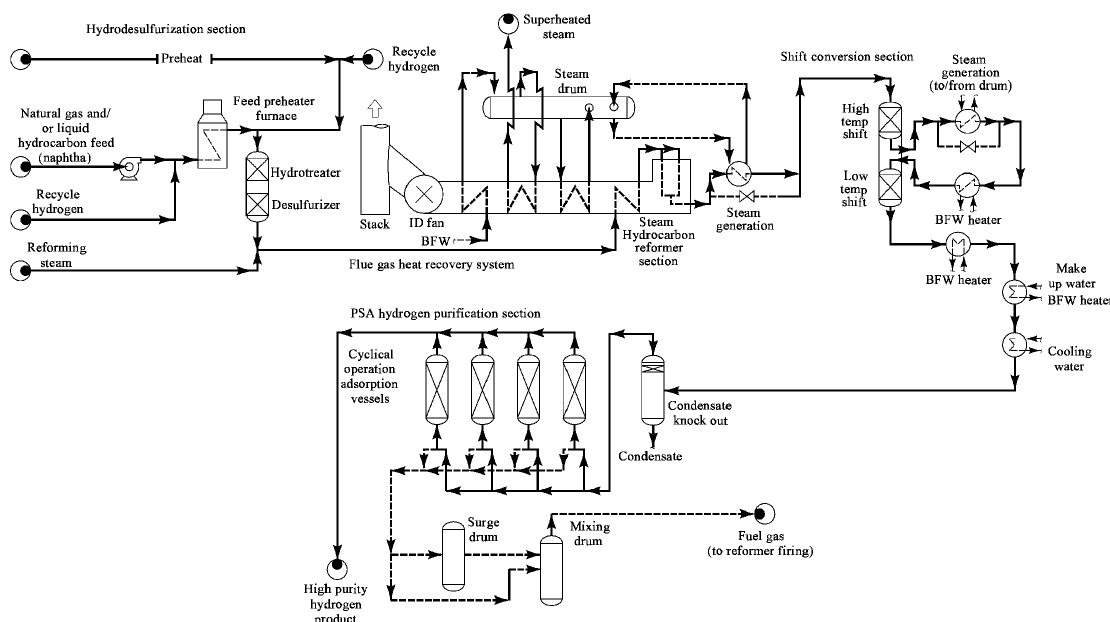 Hydrodesulfurization section
Preheat
Recycle
hydrogen
Natural gas and/
or liquid
hydrocarbon feed
(naphtha)
Feed preheater
furnace
Hydrotreater
Desulfurizer
Recycle
hydrogen
Reforming
steam
Superheated
steam
Steam
drum
Stack
ID fan
BFW
Steam
Hydrocarbon
reformer
section
Flue gas heat recovery system
Steam
generation
Shift conversion section
Steam
generation
(to/from drum)
High
temp
shift
Low
temp
shift
BFW heater
BFW heater
Make
up water
BFW heater
Cooling
water
PSA hydrogen purification section
Cyclical
operation
adsorption
vessels
Condensate
knock out
Condensate
Surge
drum
Mixing
drum
Fuel gas
(to reformer firing)
High purity
hydrogen
product